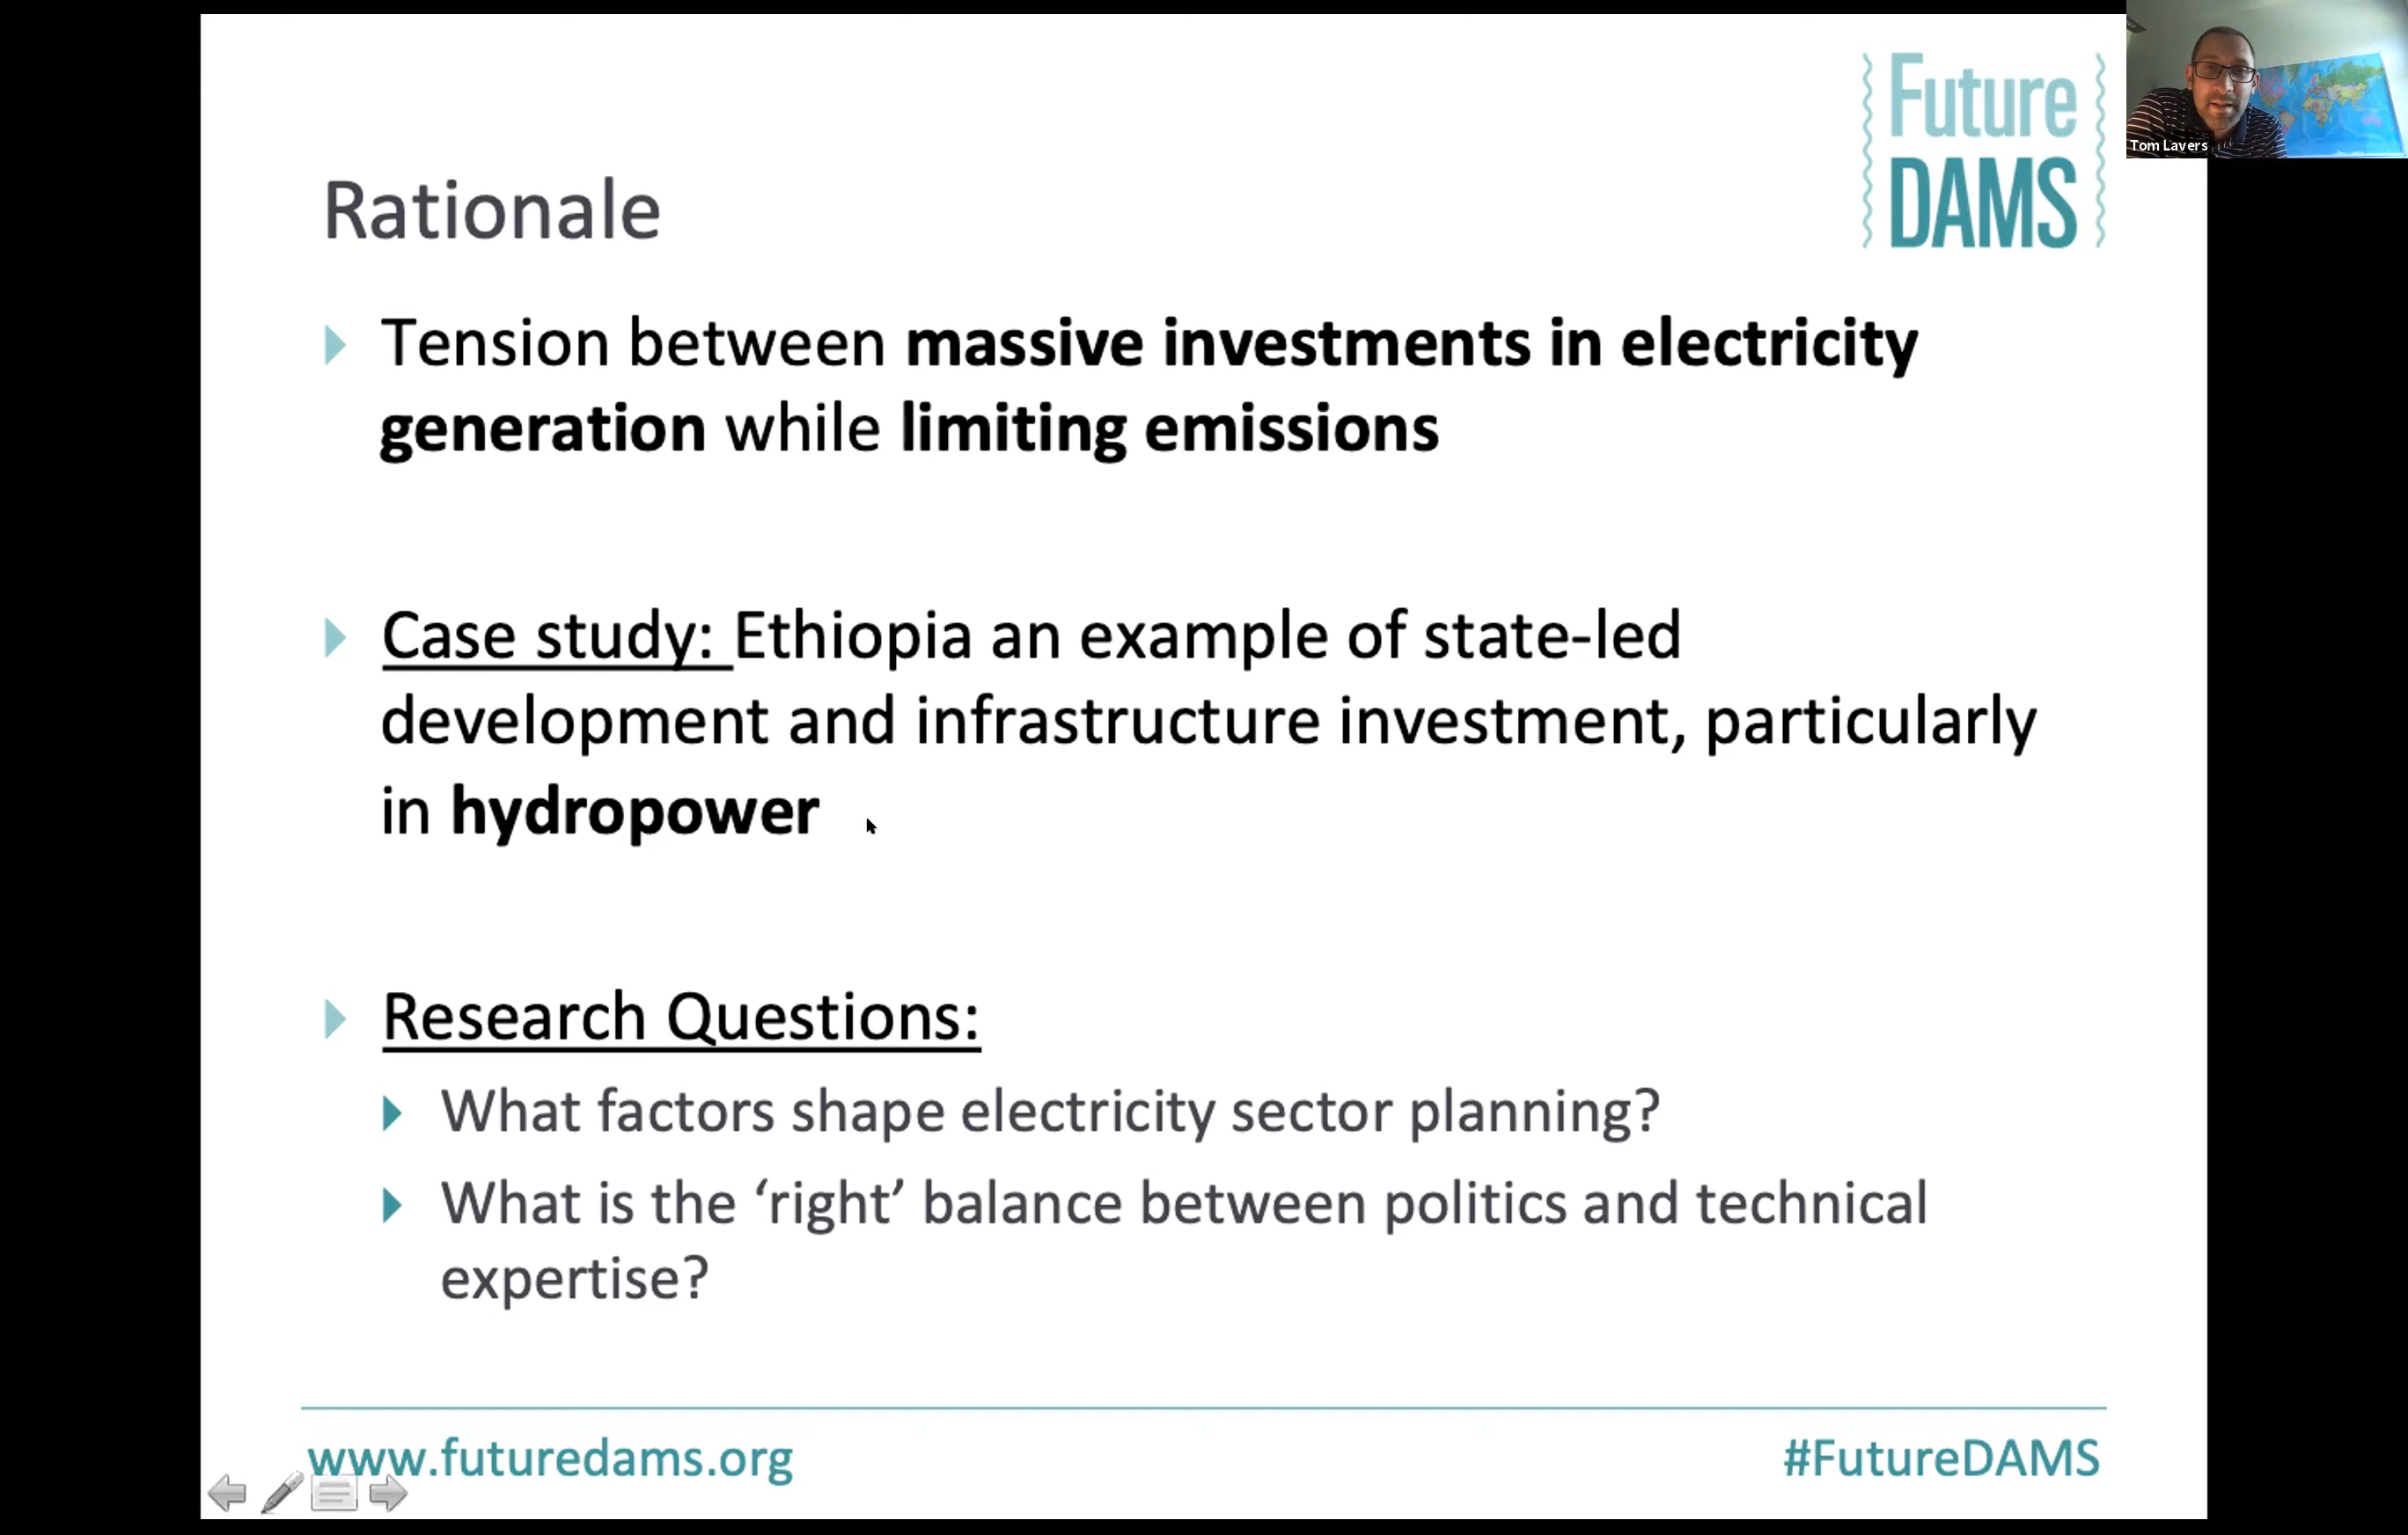 Future
DAMS
Tom Lavers
Rationale
Tension between massive investments in electricity
generation while limiting emissions
Case study: Ethiopia an example of state-led
development and infrastructure investment, particularly
in hydropower
Research Questions:
What factors shape electricity sector planning?
What is the ‘right’ balance between politics and technical
expertise?
www.futuredams.org
#FutureDAMS